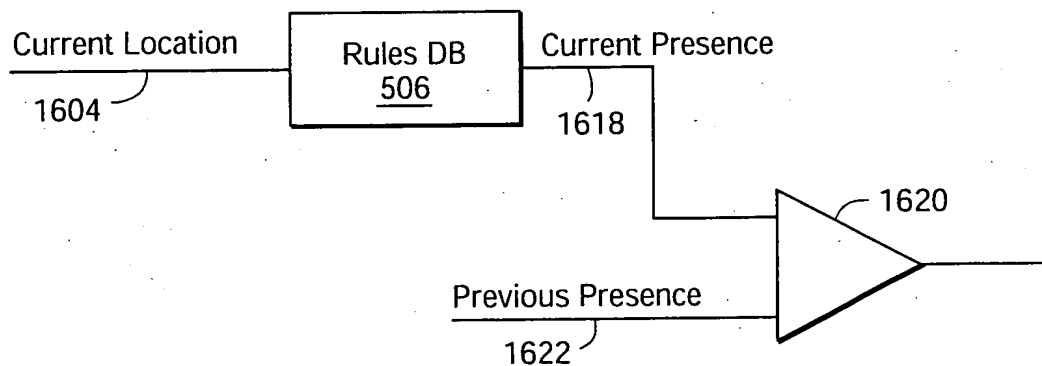 Current Location
Rules DB
506
Current Presence
1604
1618
1620
Previous Presence
1622